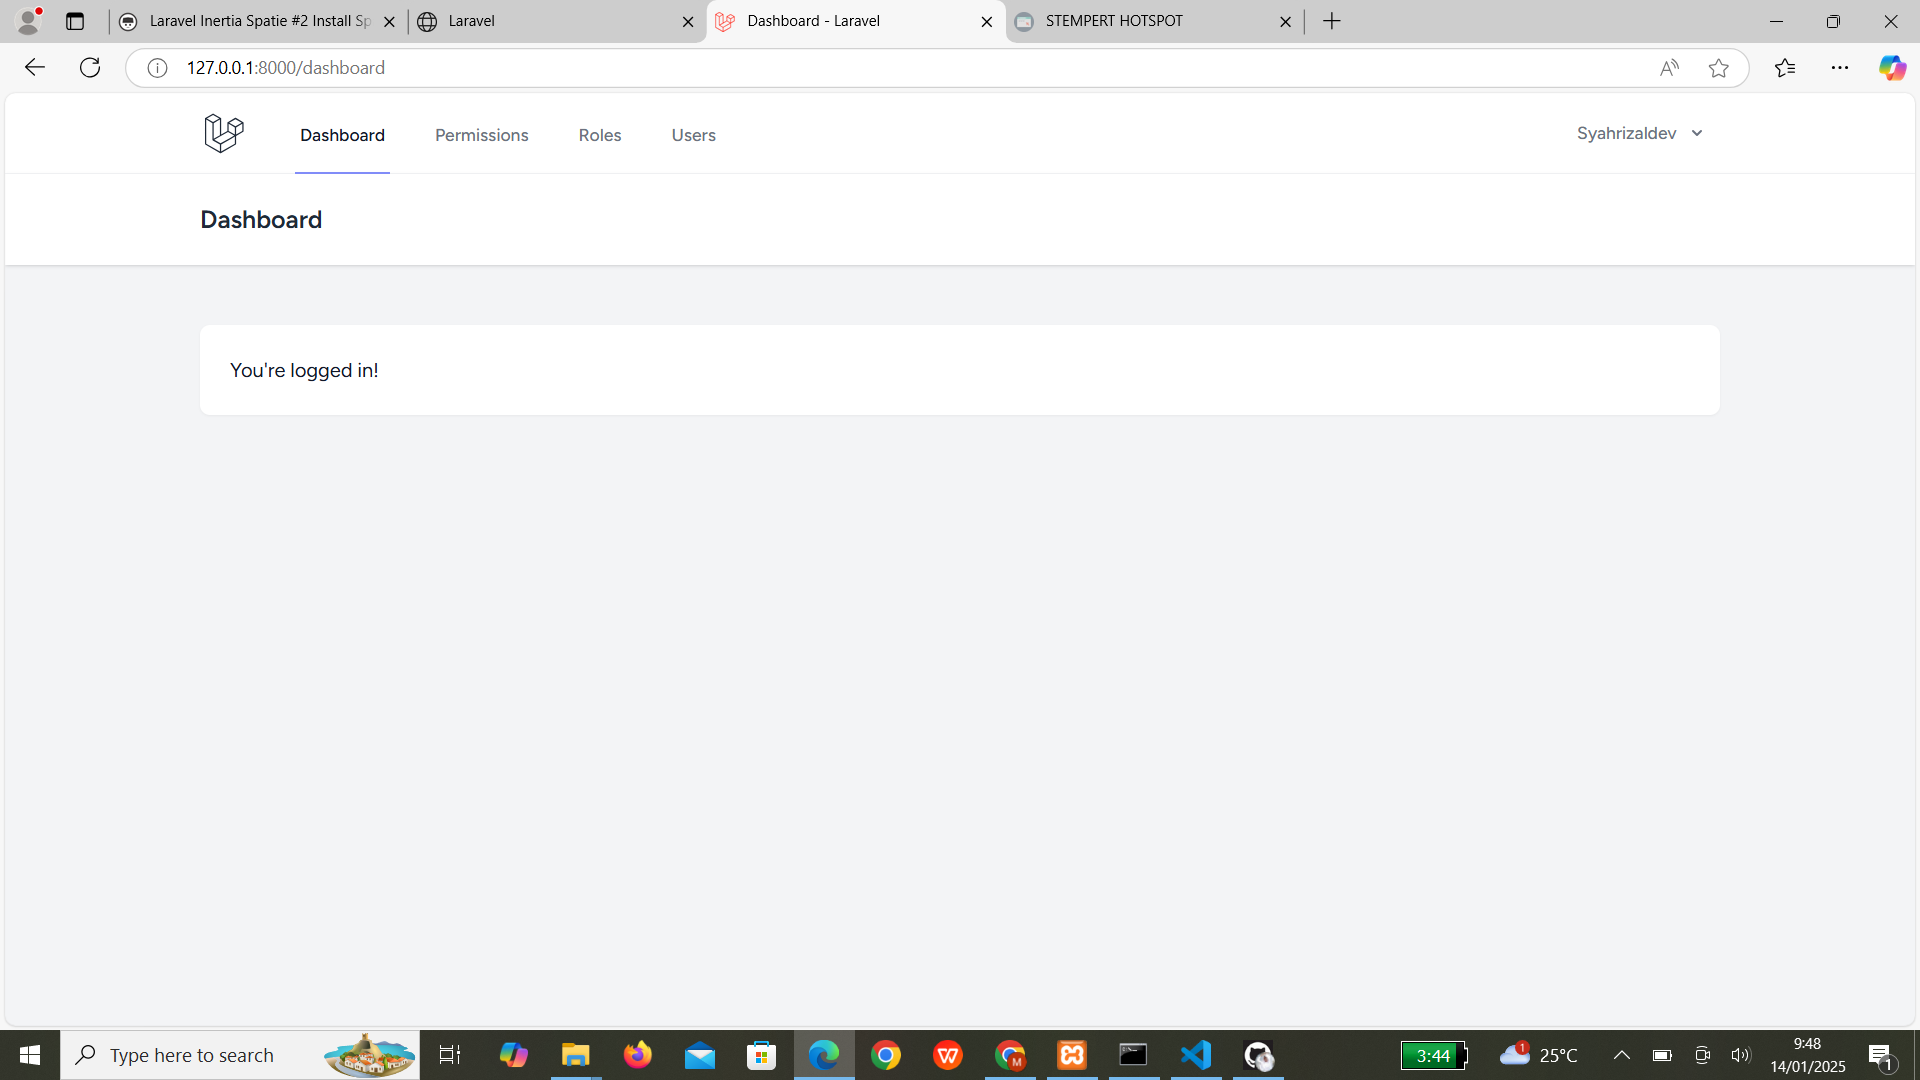 Laravel Inertia Spatie #2 Install Sp
Laravel
Dashboard - Laravel
STEMPERT HOTSPOT
127.0.0.1:8000/dashboard
Dashboard
Permissions
Roles
Users
Syahrizaldev
Dashboard
You're logged in!
Type here to search
3:44
1
25°C
9:48
14/01/2025
1